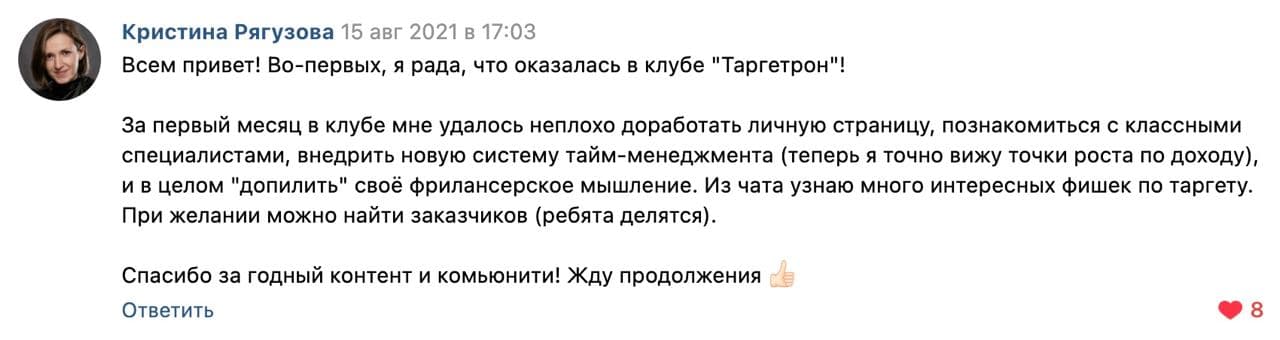 Кристина Рягузова 15 авг 2021 в 17:03
Всем привет! Во-первых, я рада, что оказалась в клубе "Таргетрон"!
За первый месяц в клубе мне удалось неплохо доработать личную страницу, познакомиться с классными
специалистами, внедрить новую систему тайм-менеджмента (теперь я точно вижу точки роста по доходу),
и в целом "допилить" своё фрилансерское мышление. Из чата узнаю много интересных фишек по таргету.
При желании можно найти заказчиков (ребята делятся).
Спасибо за годный контент и комьюнити! Жду продолжения 👍🏻
Ответить
8